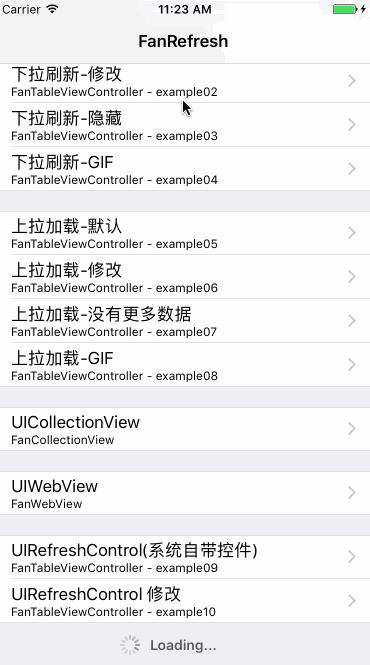 Carrier 11:23 AM
FanRefresh
下拉刷新-修改
FanTableViewController - example02
下拉刷新-隐藏
FanTableViewController - example03
下拉刷新-GIF
FanTableViewController - example04
上拉加载-默认
FanTableViewController - example05
上拉加载-修改
FanTableViewController - example06
上拉加载-没有更多数据
FanTableViewController - example07
上拉加载-GIF
FanTableViewController - example08
UICollectionView
FanCollectionView
UIWebView
FanWebView
UIRefreshControl(系统自带控件)
FanTableViewController - example09
UIRefreshControl 修改
FanTableViewController - example10
Loading...